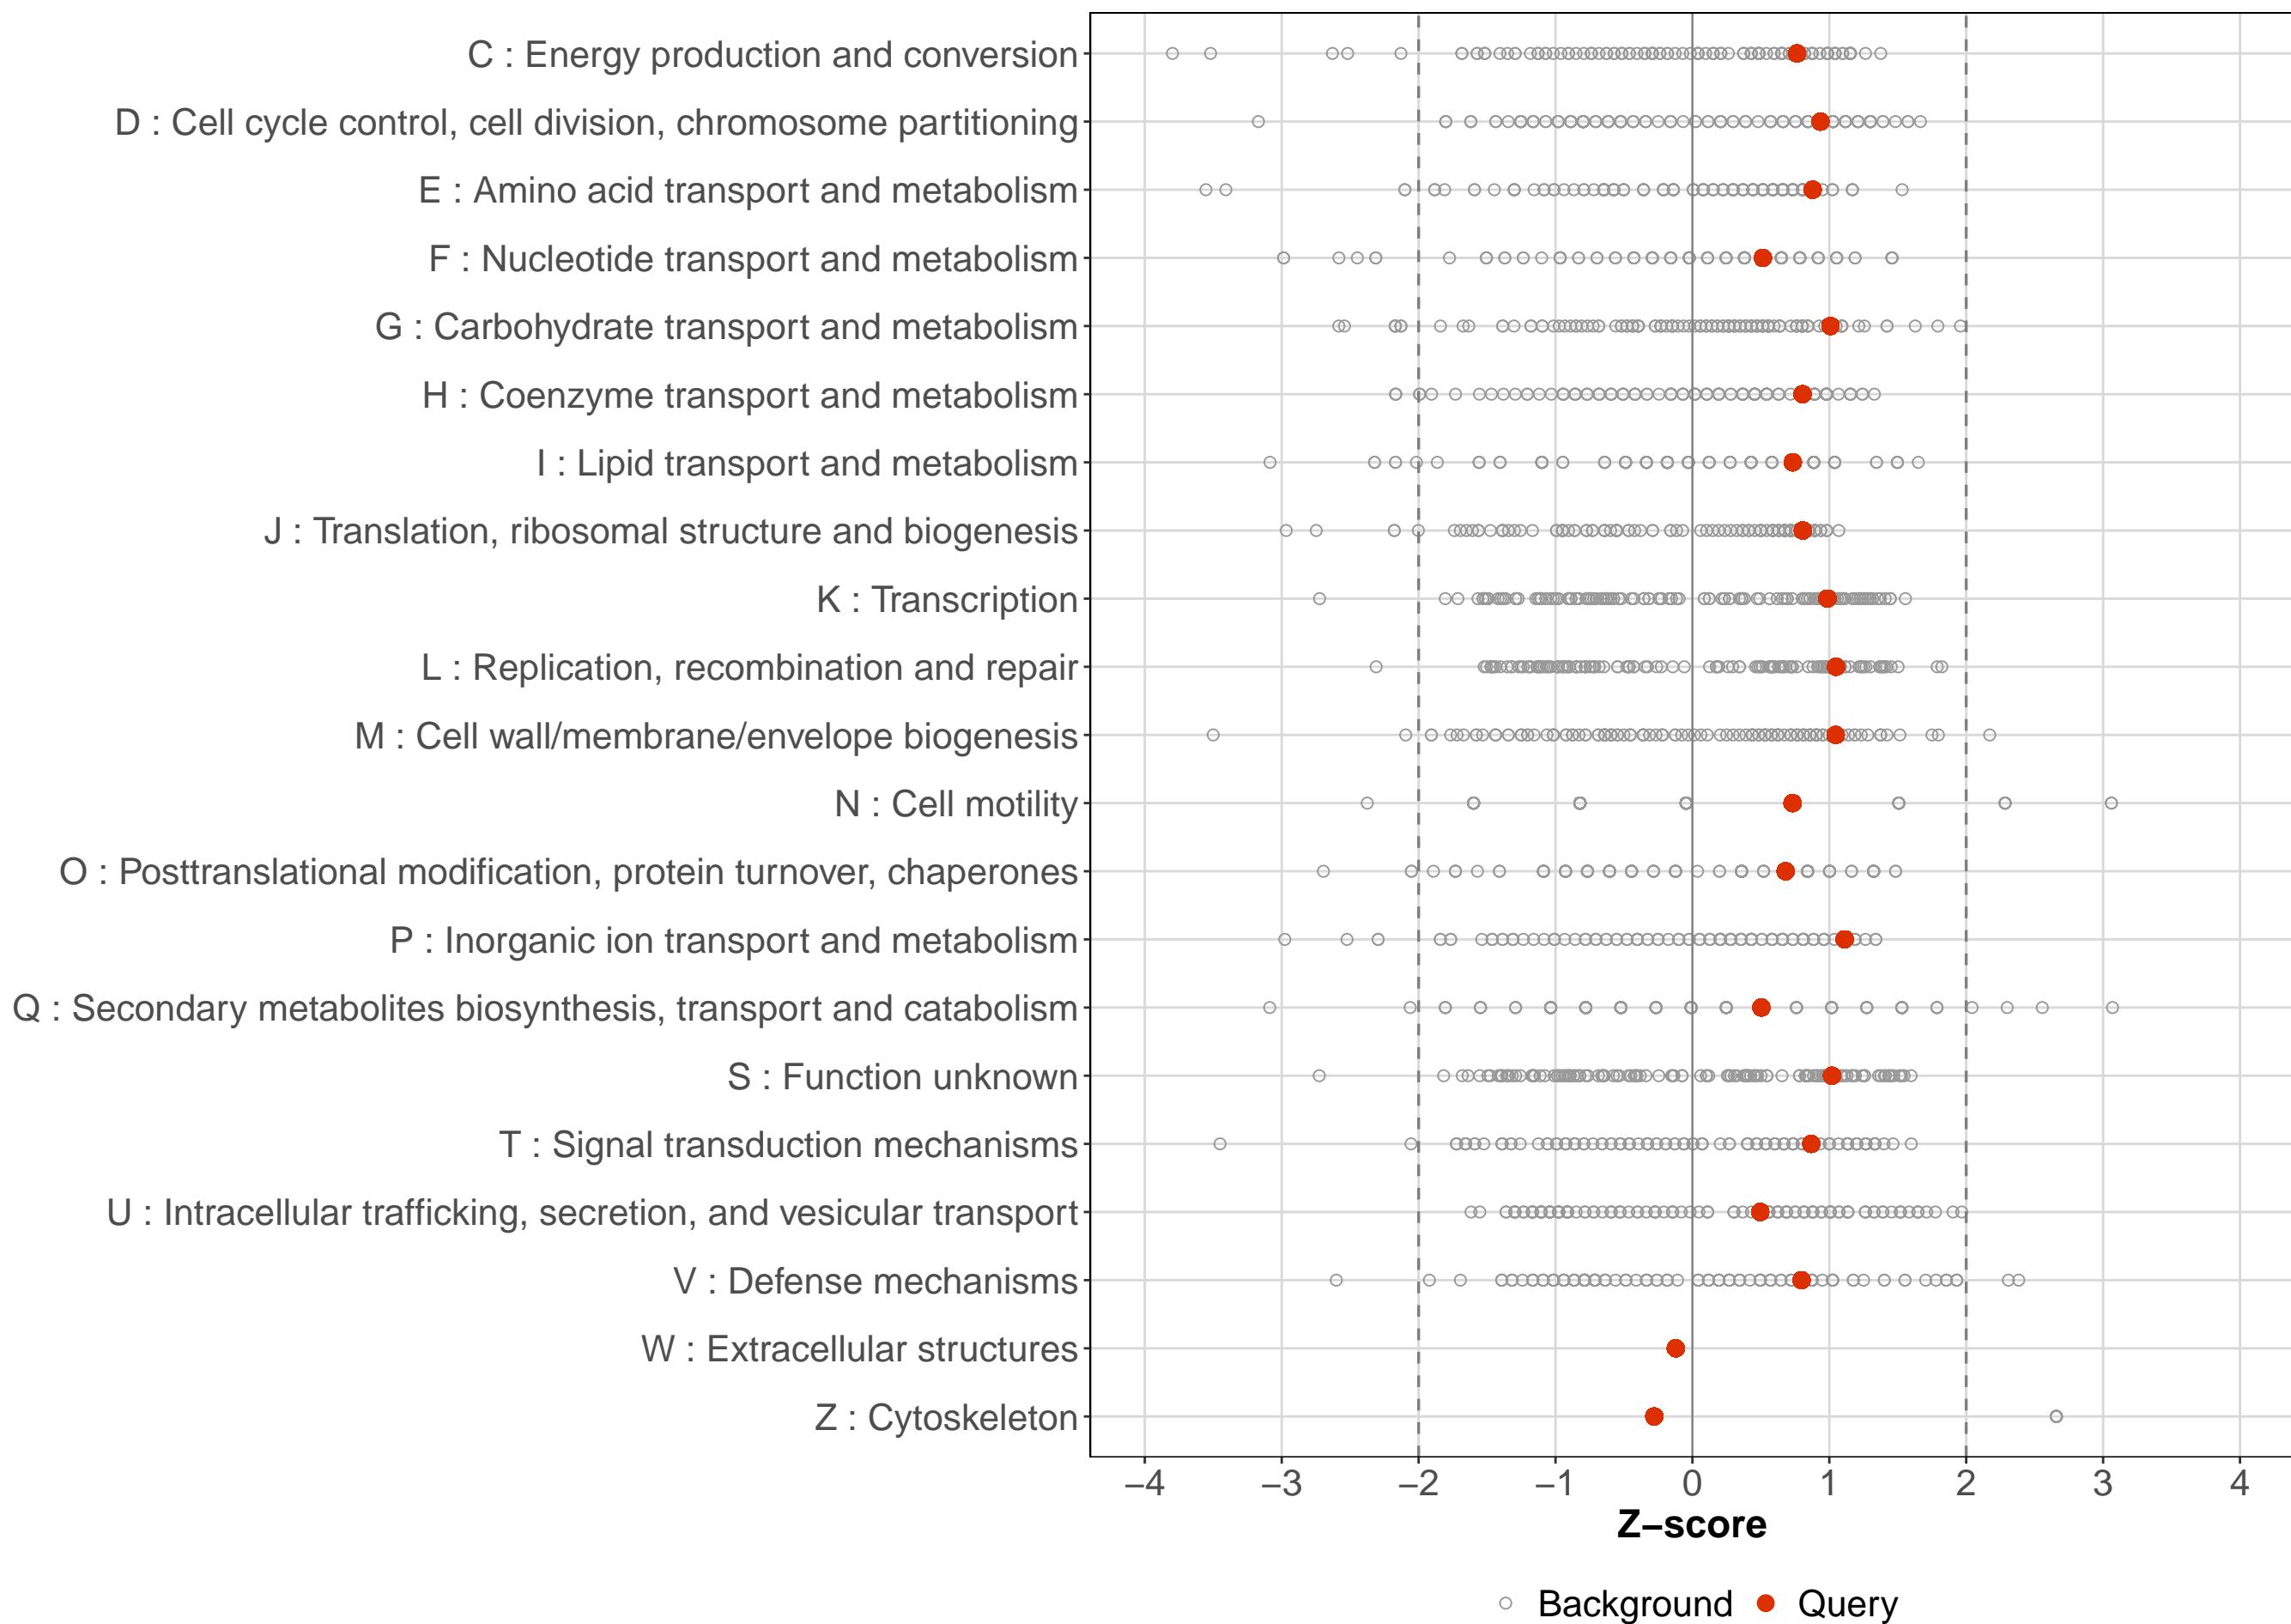 C : Energy production and conversion
D : Cell cycle control, cell division, chromosome partitioning
E : Amino acid transport and metabolism
F : Nucleotide transport and metabolism
G : Carbohydrate transport and metabolism
H : Coenzyme transport and metabolism
I : Lipid transport and metabolism
J : Translation, ribosomal structure and biogenesis
K : Transcription
L : Replication, recombination and repair
M : Cell wall/membrane/envelope biogenesis
N : Cell motility
O : Posttranslational modification, protein turnover, chaperones
P : Inorganic ion transport and metabolism
Q : Secondary metabolites biosynthesis, transport and catabolism
S : Function unknown
T : Signal transduction mechanisms
U : Intracellular trafficking, secretion, and vesicular transport
V : Defense mechanisms
W : Extracellular structures
Z : Cytoskeleton
−4 −3 −2 −1 0 1 2 3 4
Z−score
Background Query